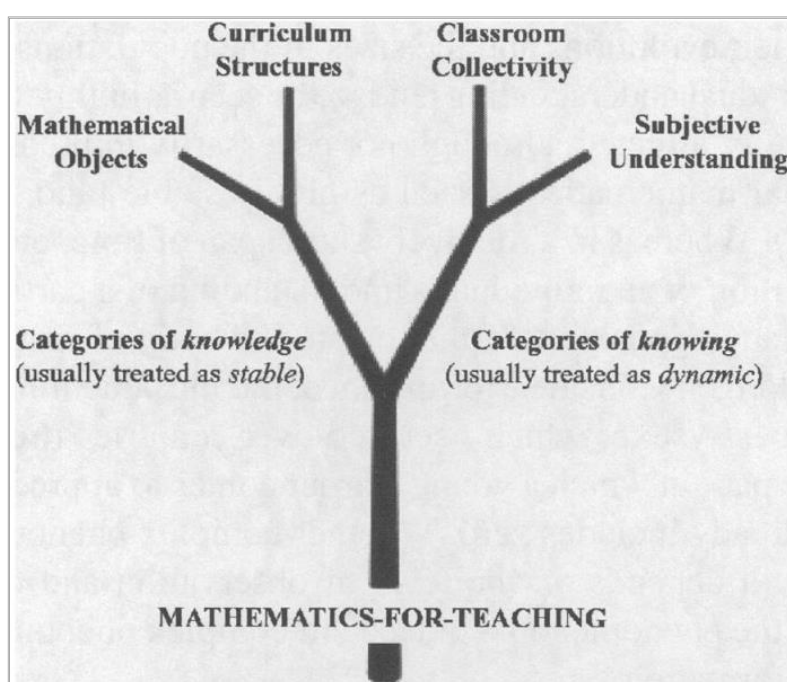 Curriculum
Structures
Classroom
Collectivity
Mathematical
Objects
Subjective
Understanding
Categories of knowledge
(usually treated as stable)
Categories of knowing
(usually treated as dynamic)
MATHEMATICS-FOR-TEACHING